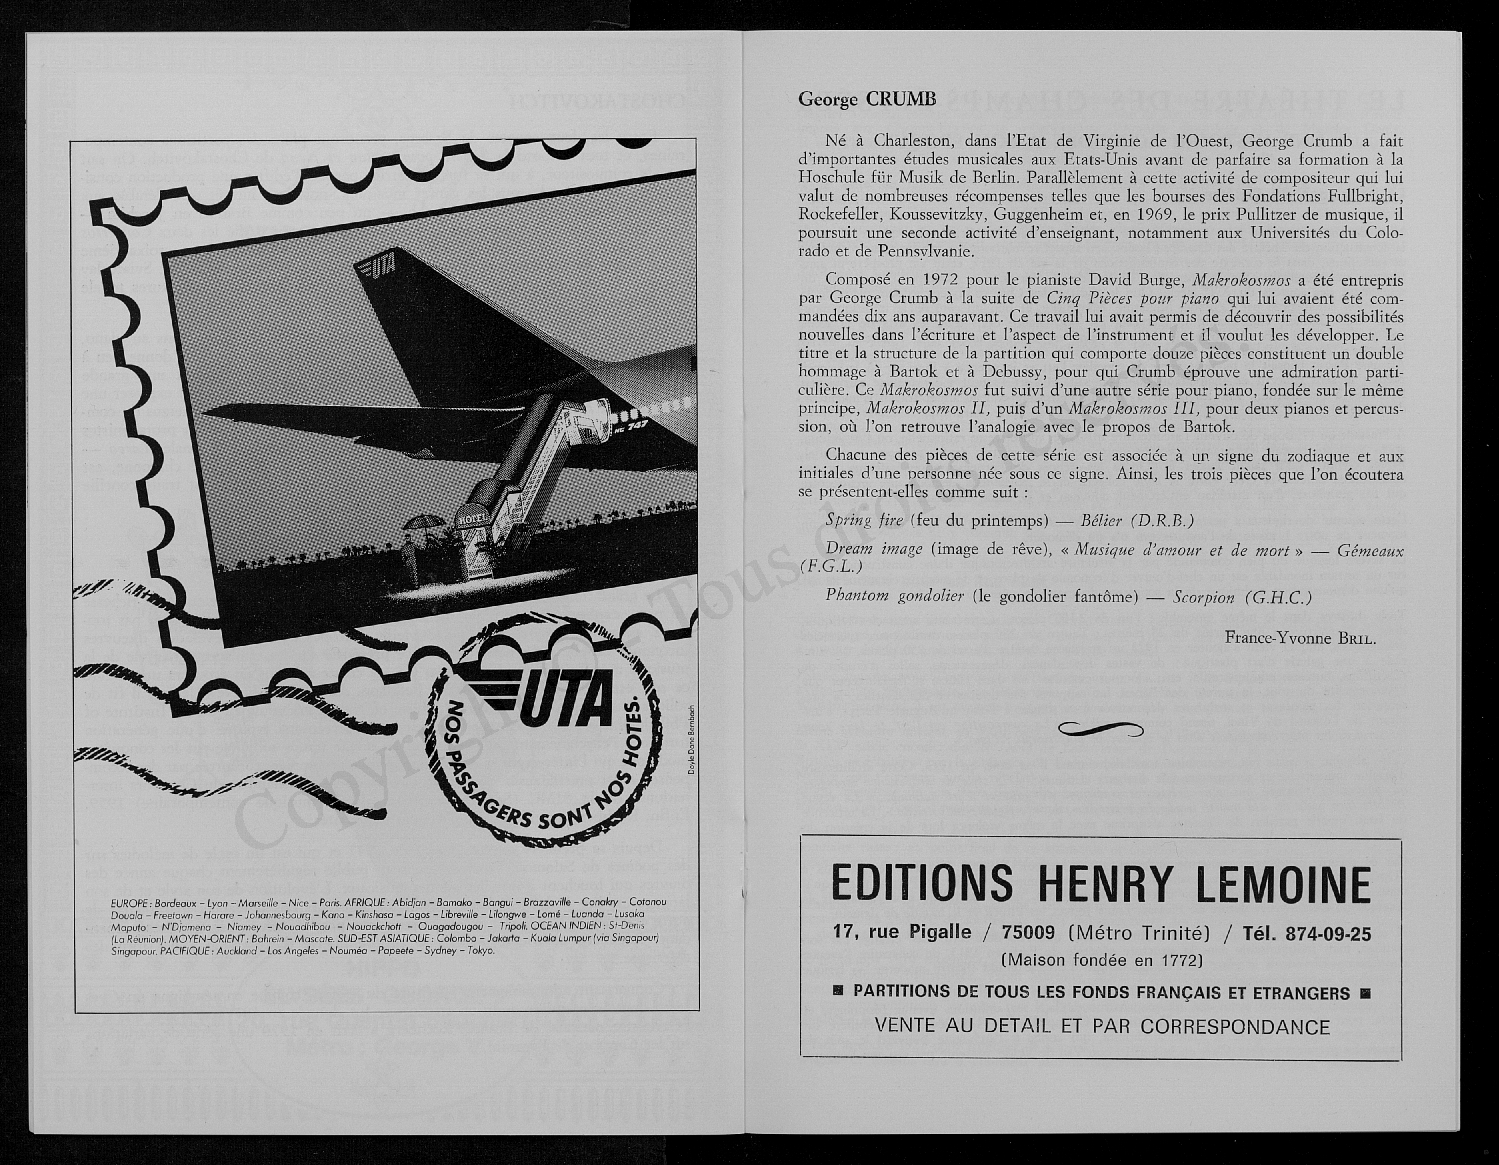 UTA
HOTEL
747
UTA
NOS PASSAGERS SONT NOS HOTES.
Doyle Dane Bernbach
EUROPE : Bordeaux – Lyon – Marseille – Nice – Paris. AFRIQUE : Abidjan – Bamako – Bangui – Brazzaville – Conakry – Cotonou
Douala – Freetown – Harare – Johannesbourg – Kano – Kinshasa – Lagos – Libreville – Lilongwe – Lomé – Luanda – Lusaka
Maputo – N'Djamena – Niamey – Nouadhibou – Nouackchott – Ouagadougou – Tripoli. OCEAN INDIEN : St-Denis
(La Réunion). MOYEN-ORIENT : Bahrein – Mascate. SUD-EST ASIATIQUE : Colombo – Jakarta – Kuala Lumpur (via Singapour)
Singapour. PACIFIQUE : Auckland – Los Angeles – Nouméa – Papeete – Sydney – Tokyo.
George CRUMB
Né à Charleston, dans l'Etat de Virginie de l'Ouest, George Crumb a fait
d'importantes études musicales aux Etats-Unis avant de parfaire sa formation à la
Hoschule für Musik de Berlin. Parallèlement à cette activité de compositeur qui lui
valut de nombreuses récompenses telles que les bourses des Fondations Fullbright,
Rockefeller, Koussevitzky, Guggenheim et, en 1969, le prix Pullitzer de musique, il
poursuit une seconde activité d'enseignant, notamment aux Universités du Colo-
rado et de Pennsylvanie.
Composé en 1972 pour le pianiste David Burge, Makrokosmos a été entrepris
par George Crumb à la suite de Cinq Pièces pour piano qui lui avaient été com-
mandées dix ans auparavant. Ce travail lui avait permis de découvrir des possibilités
nouvelles dans l'écriture et l'aspect de l'instrument et il voulut les développer. Le
titre et la structure de la partition qui comporte douze pièces constituent un double
hommage à Bartok et à Debussy, pour qui Crumb éprouve une admiration parti-
culière. Ce Makrokosmos fut suivi d'une autre série pour piano, fondée sur le même
principe, Makrokosmos II, puis d'un Makrokosmos III, pour deux pianos et percus-
sion, où l'on retrouve l'analogie avec le propos de Bartok.
Chacune des pièces de cette série est associée à un signe du zodiaque et aux
initiales d'une personne née sous ce signe. Ainsi, les trois pièces que l'on écoutera
se présentent-elles comme suit :
Spring fire (feu du printemps) — Bélier (D.R.B.)
Dream image (image de rêve), « Musique d'amour et de mort » — Gémeaux
(F.G.L.)
Phantom gondolier (le gondolier fantôme) — Scorpion (G.H.C.)
France-Yvonne BRIL.
EDITIONS HENRY LEMOINE
17, rue Pigalle / 75009 (Métro Trinité) / Tél. 874-09-25
(Maison fondée en 1772)
■ PARTITIONS DE TOUS LES FONDS FRANÇAIS ET ETRANGERS ■
VENTE AU DETAIL ET PAR CORRESPONDANCE
Copyright © - Tous droits réservés.